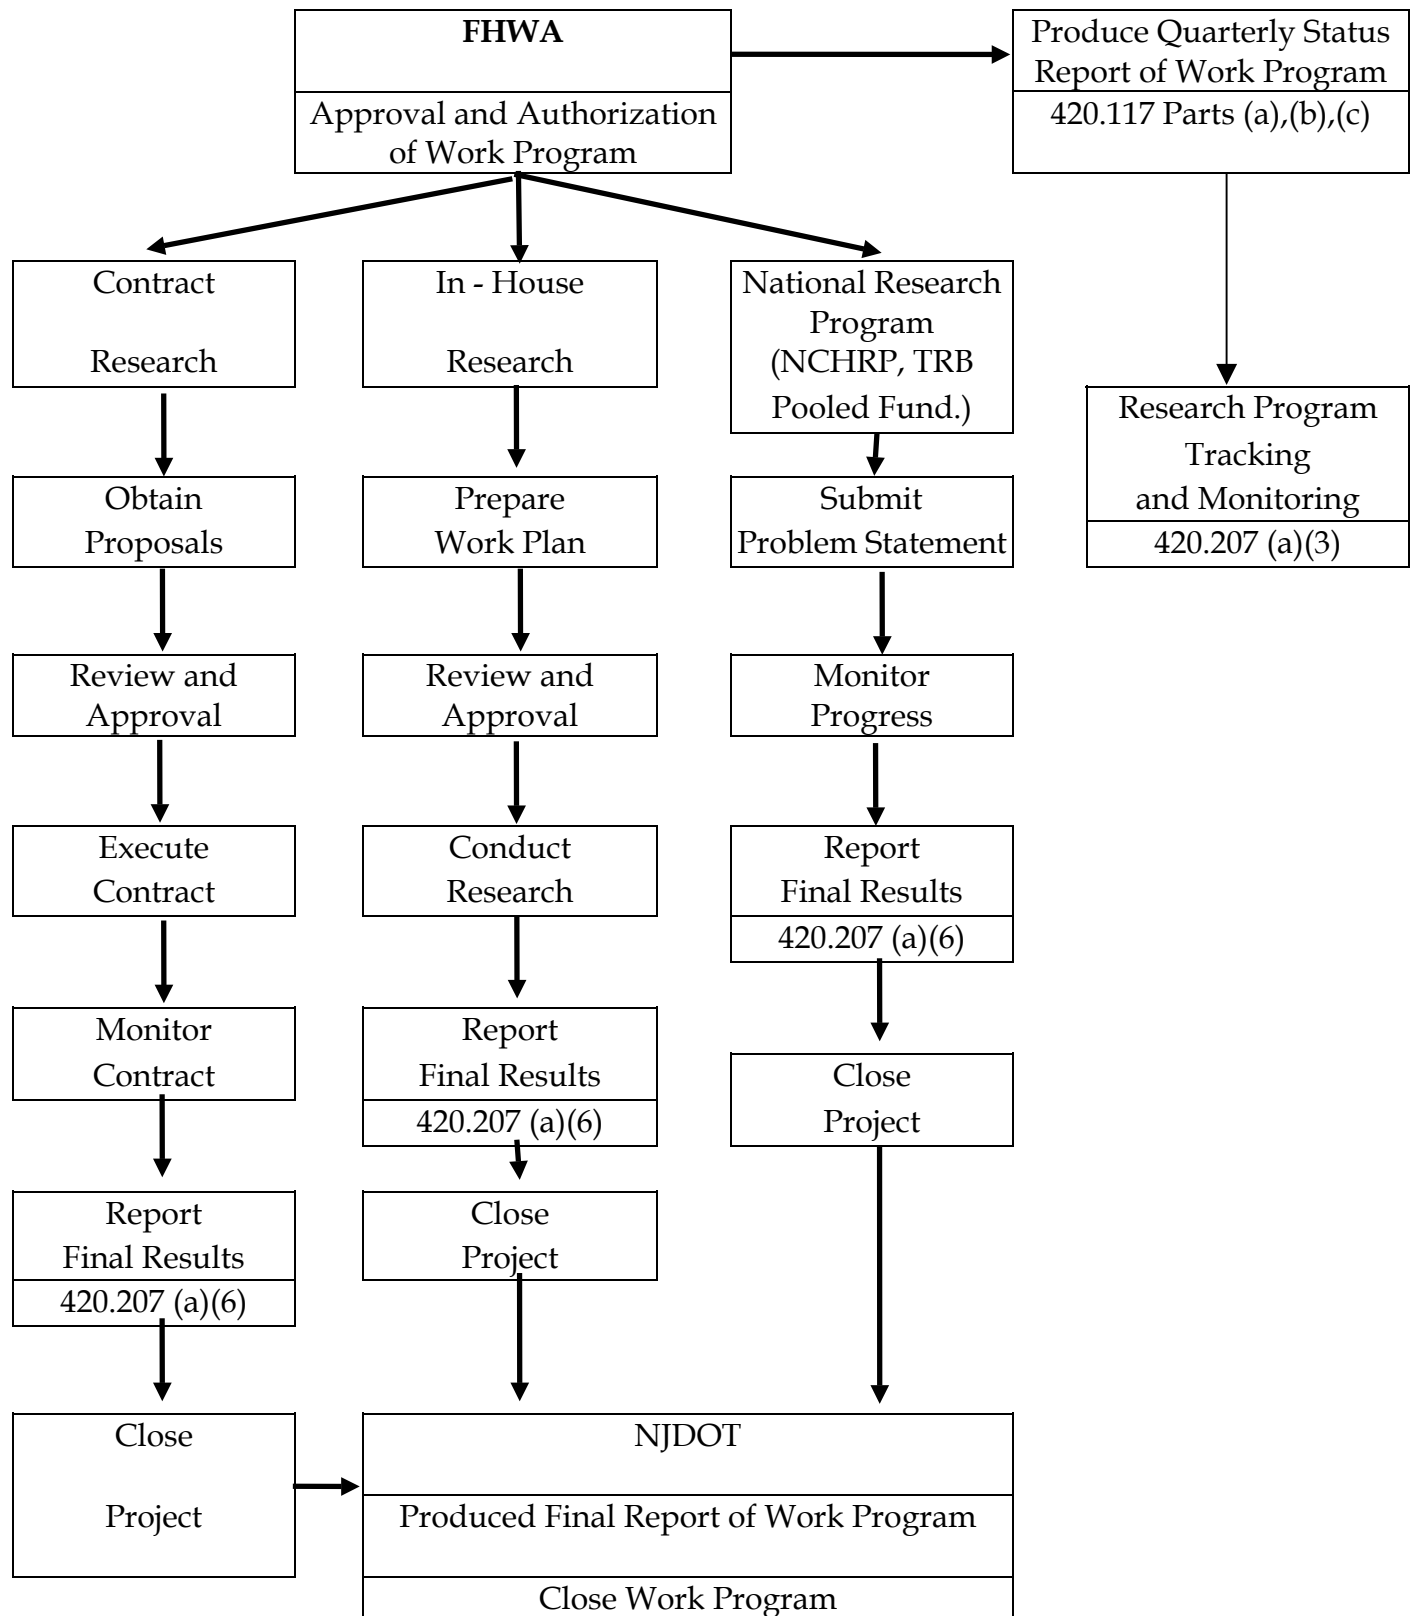 FHWA
Approval and Authorization
of Work Program
Produce Quarterly Status
Report of Work Program
420.117 Parts (a),(b),(c)
Contract
Research
In - House
Research
National Research
Program
(NCHRP, TRB
Pooled Fund.)
Research Program
Tracking
and Monitoring
420.207 (a)(3)
Obtain
Proposals
Prepare
Work Plan
Submit
Problem Statement
Review and
Approval
Review and
Approval
Monitor
Progress
Execute
Contract
Conduct
Research
Report
Final Results
420.207 (a)(6)
Monitor
Contract
Report
Final Results
420.207 (a)(6)
Close
Project
Report
Final Results
420.207 (a)(6)
Close
Project
Close
Project
NJDOT
Produced Final Report of Work Program
Close Work Program